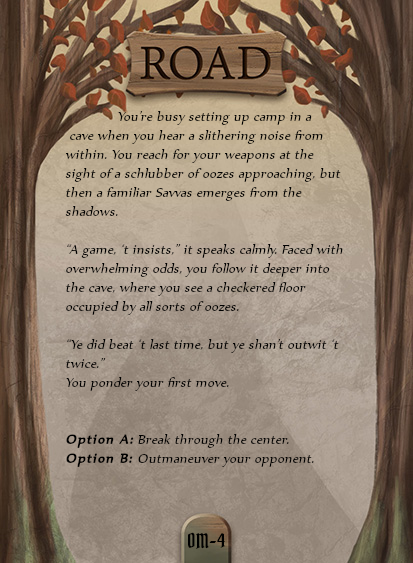 ROAD
You're busy setting up camp in a
cave when you hear a slithering noise from
within. You reach for your weapons at the
sight of a schlubber of oozes approaching, but
then a familiar Savvas emerges from the
shadows.
“A game, 't insists,” it speaks calmly. Faced with
overwhelming odds, you follow it deeper into
the cave, where you see a checkered floor
occupied by all sorts of oozes.
“Ye did beat 't last time, but ye shan't outwit 't
twice.”
You ponder your first move.
Option A: Break through the center.
Option B: Outmaneuver your opponent.
OM-4